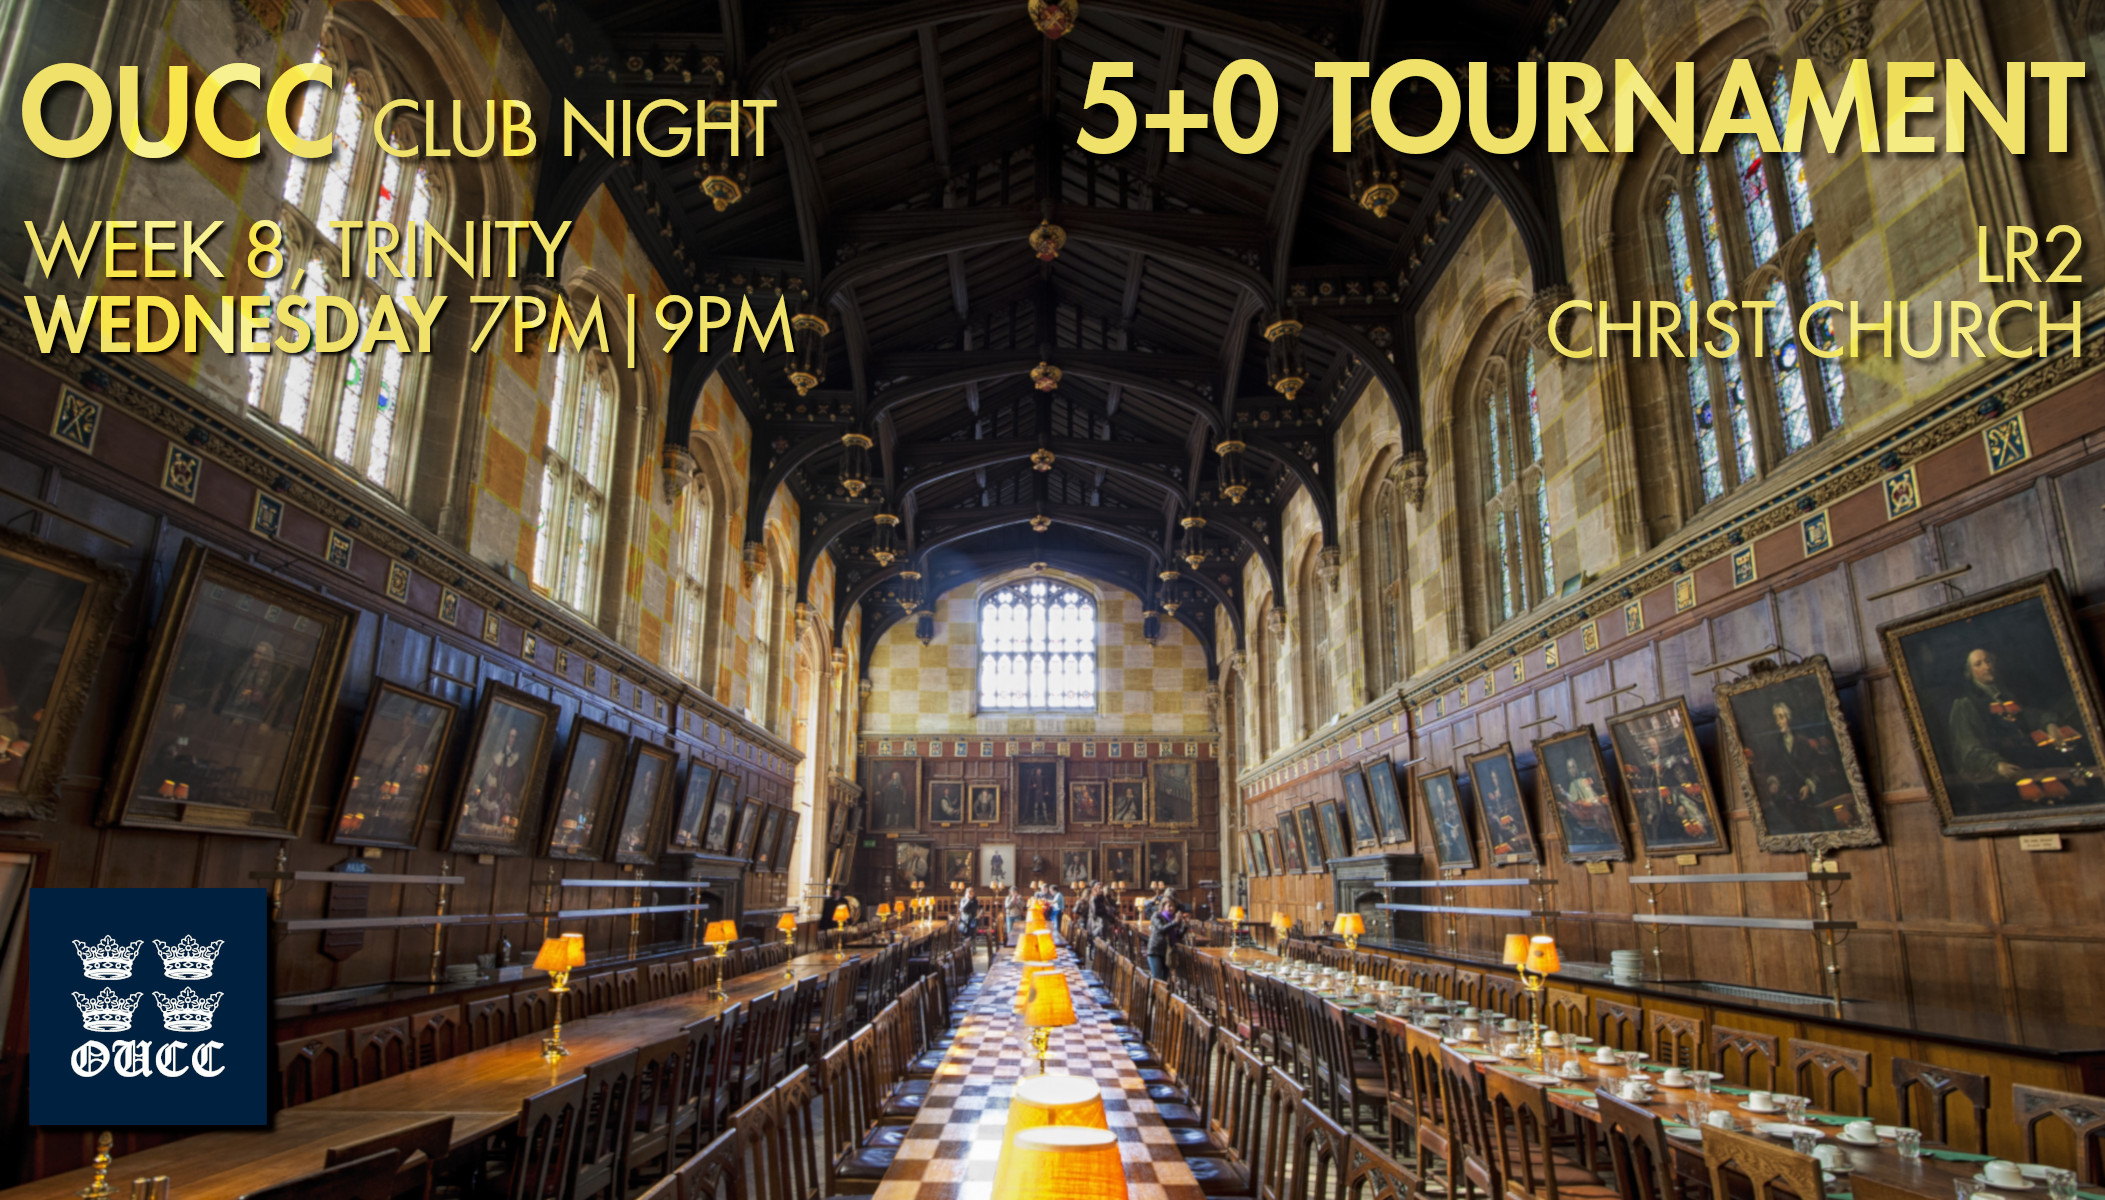 OUCC CLUB NIGHT
WEEK 8, TRINITY
WEDNESDAY 7PM|9PM
5+0 TOURNAMENT
LR2
CHRIST CHURCH
OUCC